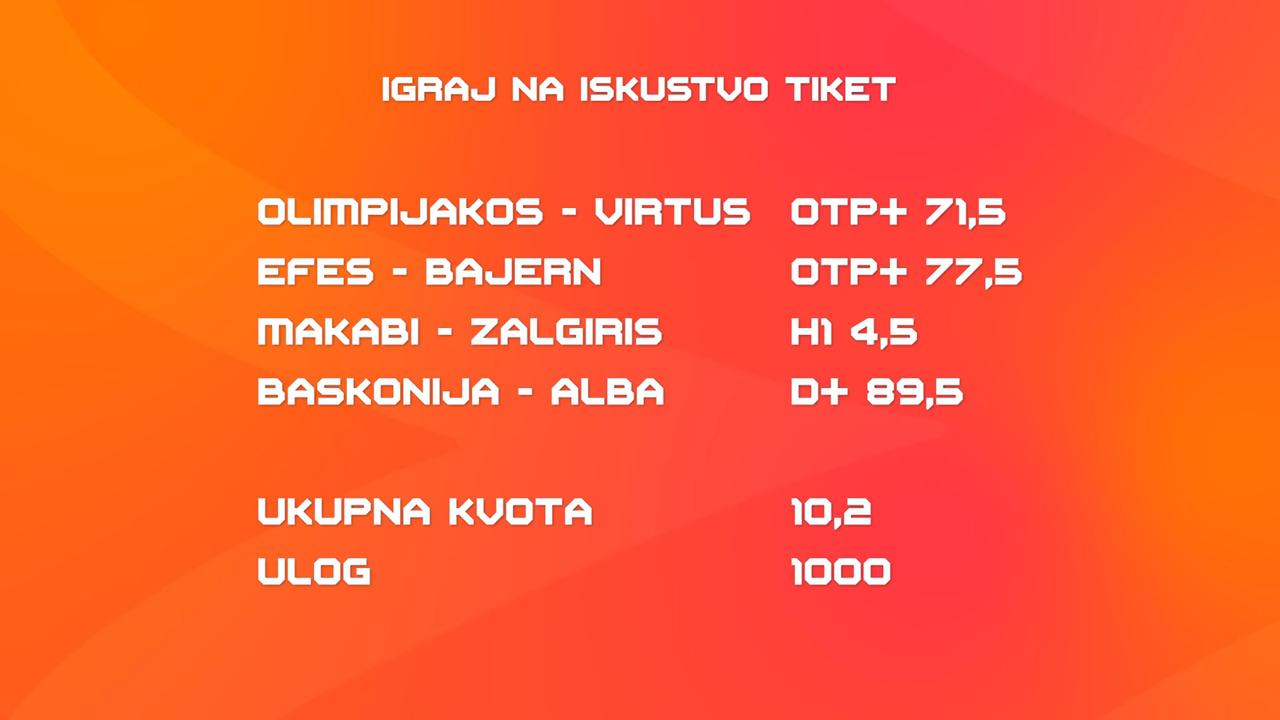 IGRAJ NA ISKUSTVO TIKET
OLIMPIJAKOS - VIRTUS OTP+ 71,5
EFES - BAJERN OTP+ 77,5
MAKABI - ZALGIRIS H1 4,5
BASKONIJA - ALBA D+ 89,5
UKUPNA KVOTA 10,2
ULOG 1000